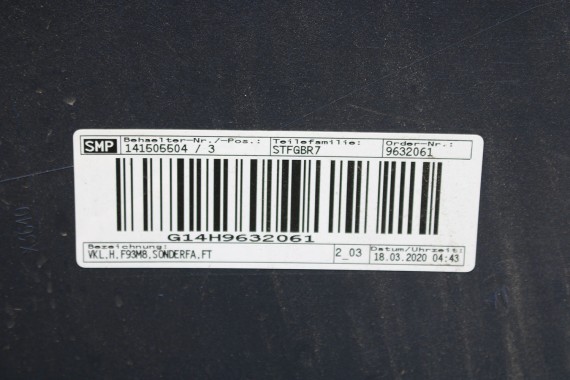 SMP Behaelter-Nr./-Pos.: Teilefamilie: Order-Nr.:
141505504 / 3 STFGBR7 9632061
G14H9632061
Bezeichnung: Datum/Uhrzeit:
VKL.H.F93M8.SONDERFA.FT 2_03 18.03.2020 04:43